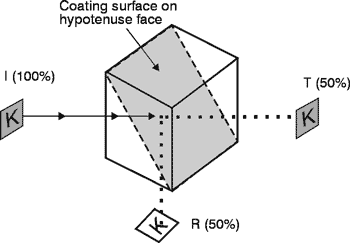 Coating surface on
hypotenuse face
I (100%)
T (50%)
K
K
K
R (50%)